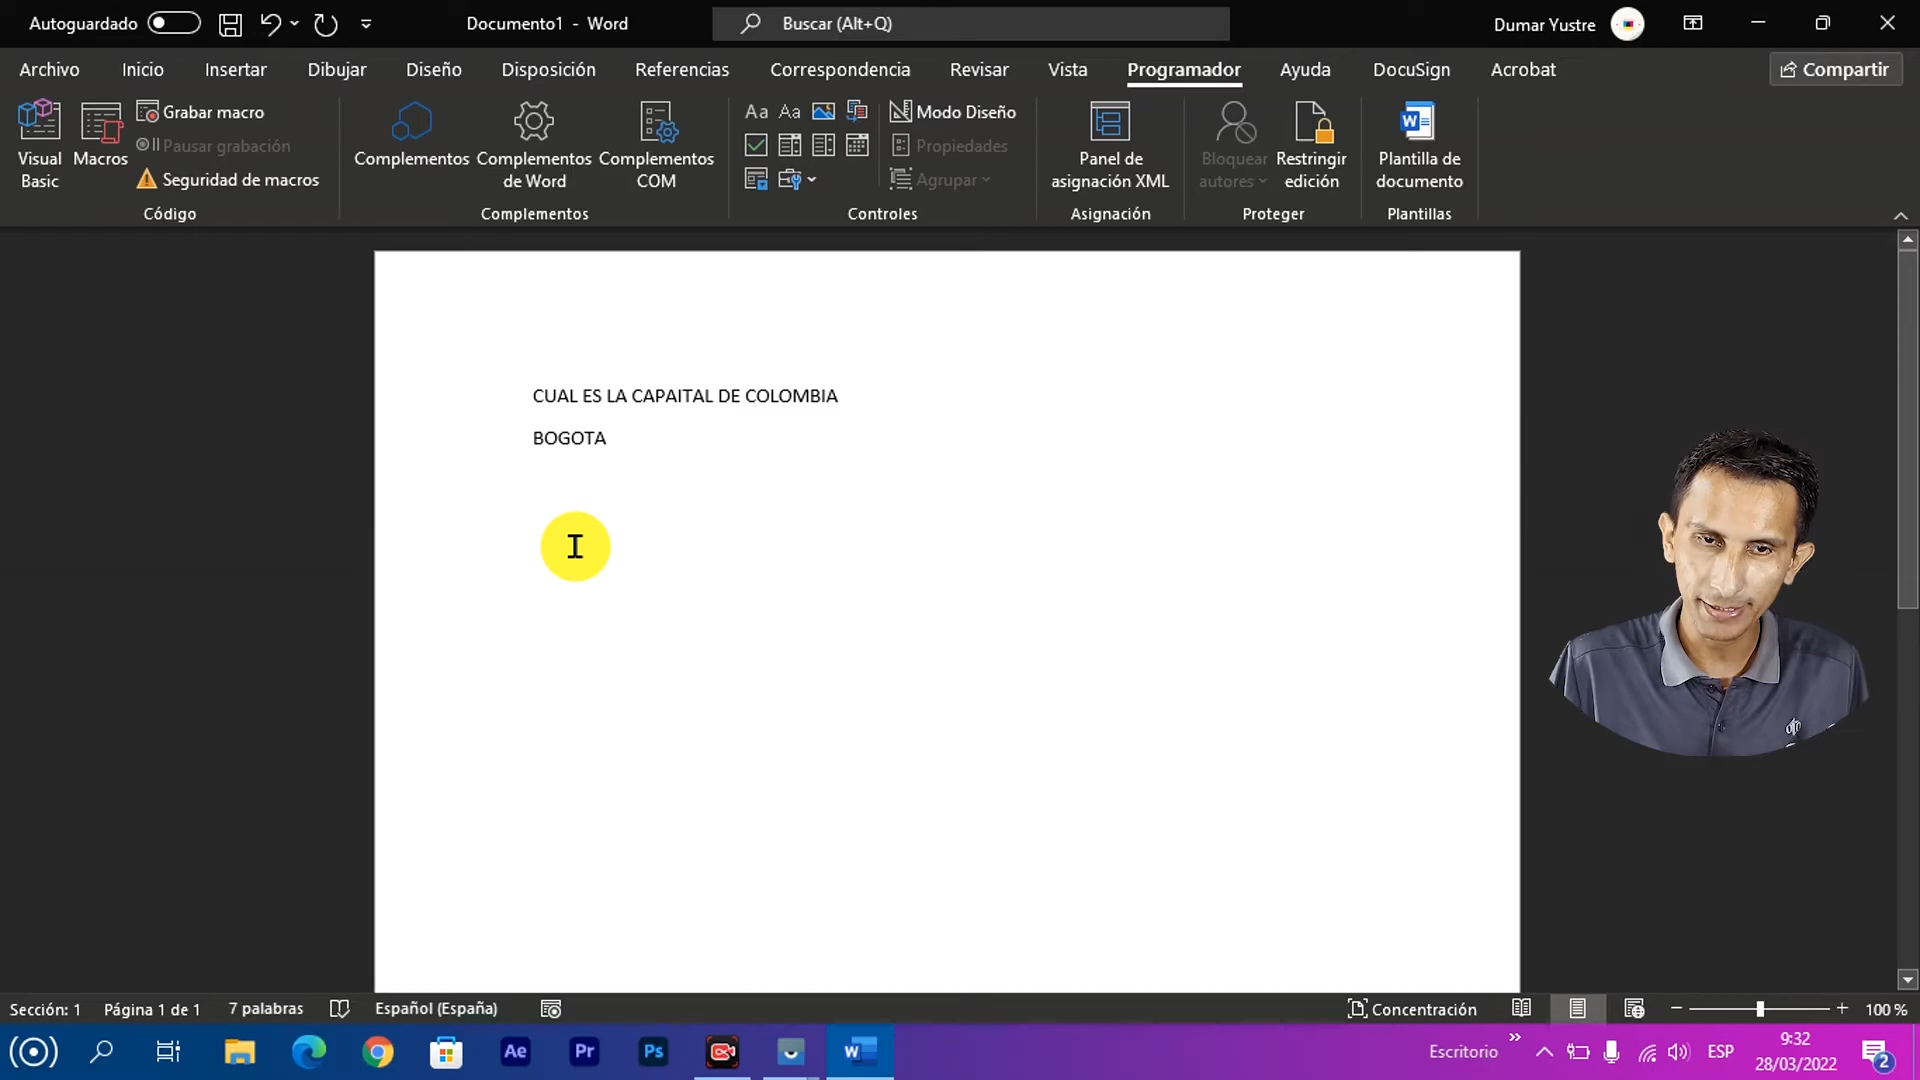 Autoguardado
Documento1 - Word
Buscar (Alt+Q)
Dumar Yustre
Archivo Inicio Insertar Dibujar Diseño Disposición Referencias Correspondencia Revisar Vista Programador Ayuda DocuSign Acrobat
Compartir
Visual Basic
Macros
Grabar macro
Pausar grabación
Seguridad de macros
Código
Complementos
Complementos de Word
Complementos COM
Complementos
Aa Aa
Modo Diseño
Propiedades
Agrupar
Controles
Panel de asignación XML
Asignación
Bloquear autores
Restringir edición
Proteger
Plantilla de documento
Plantillas
CUAL ES LA CAPAITAL DE COLOMBIA
BOGOTA
Sección: 1 Página 1 de 1 7 palabras Español (España)
Concentración
100 %
Ae Pr Ps
Escritorio
ESP
9:32
28/03/2022
2